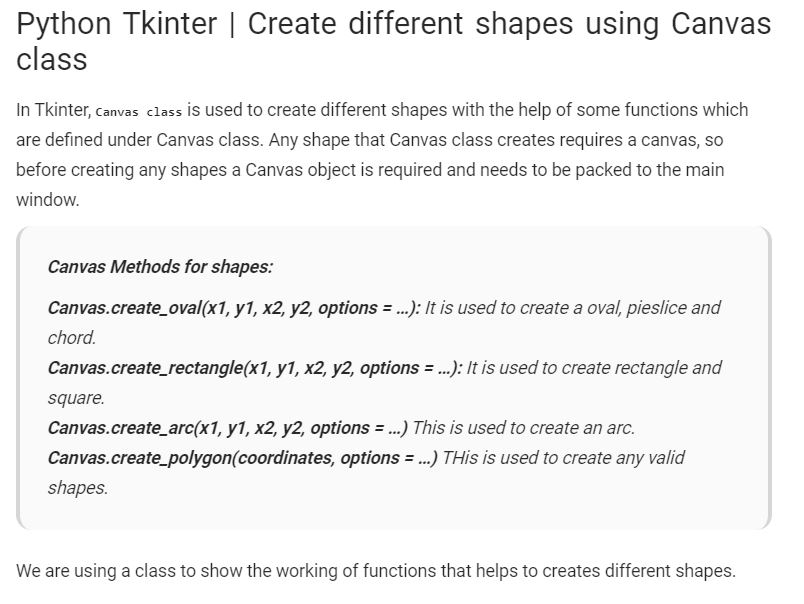 Python Tkinter | Create different shapes using Canvas
class
In Tkinter, Canvas class is used to create different shapes with the help of some functions which
are defined under Canvas class. Any shape that Canvas class creates requires a canvas, so
before creating any shapes a Canvas object is required and needs to be packed to the main
window.
Canvas Methods for shapes:
Canvas.create_oval(x1, y1, x2, y2, options = …): It is used to create a oval, pieslice and
chord.
Canvas.create_rectangle(x1, y1, x2, y2, options = …): It is used to create rectangle and
square.
Canvas.create_arc(x1, y1, x2, y2, options = …) This is used to create an arc.
Canvas.create_polygon(coordinates, options = …) THis is used to create any valid
shapes.
We are using a class to show the working of functions that helps to creates different shapes.